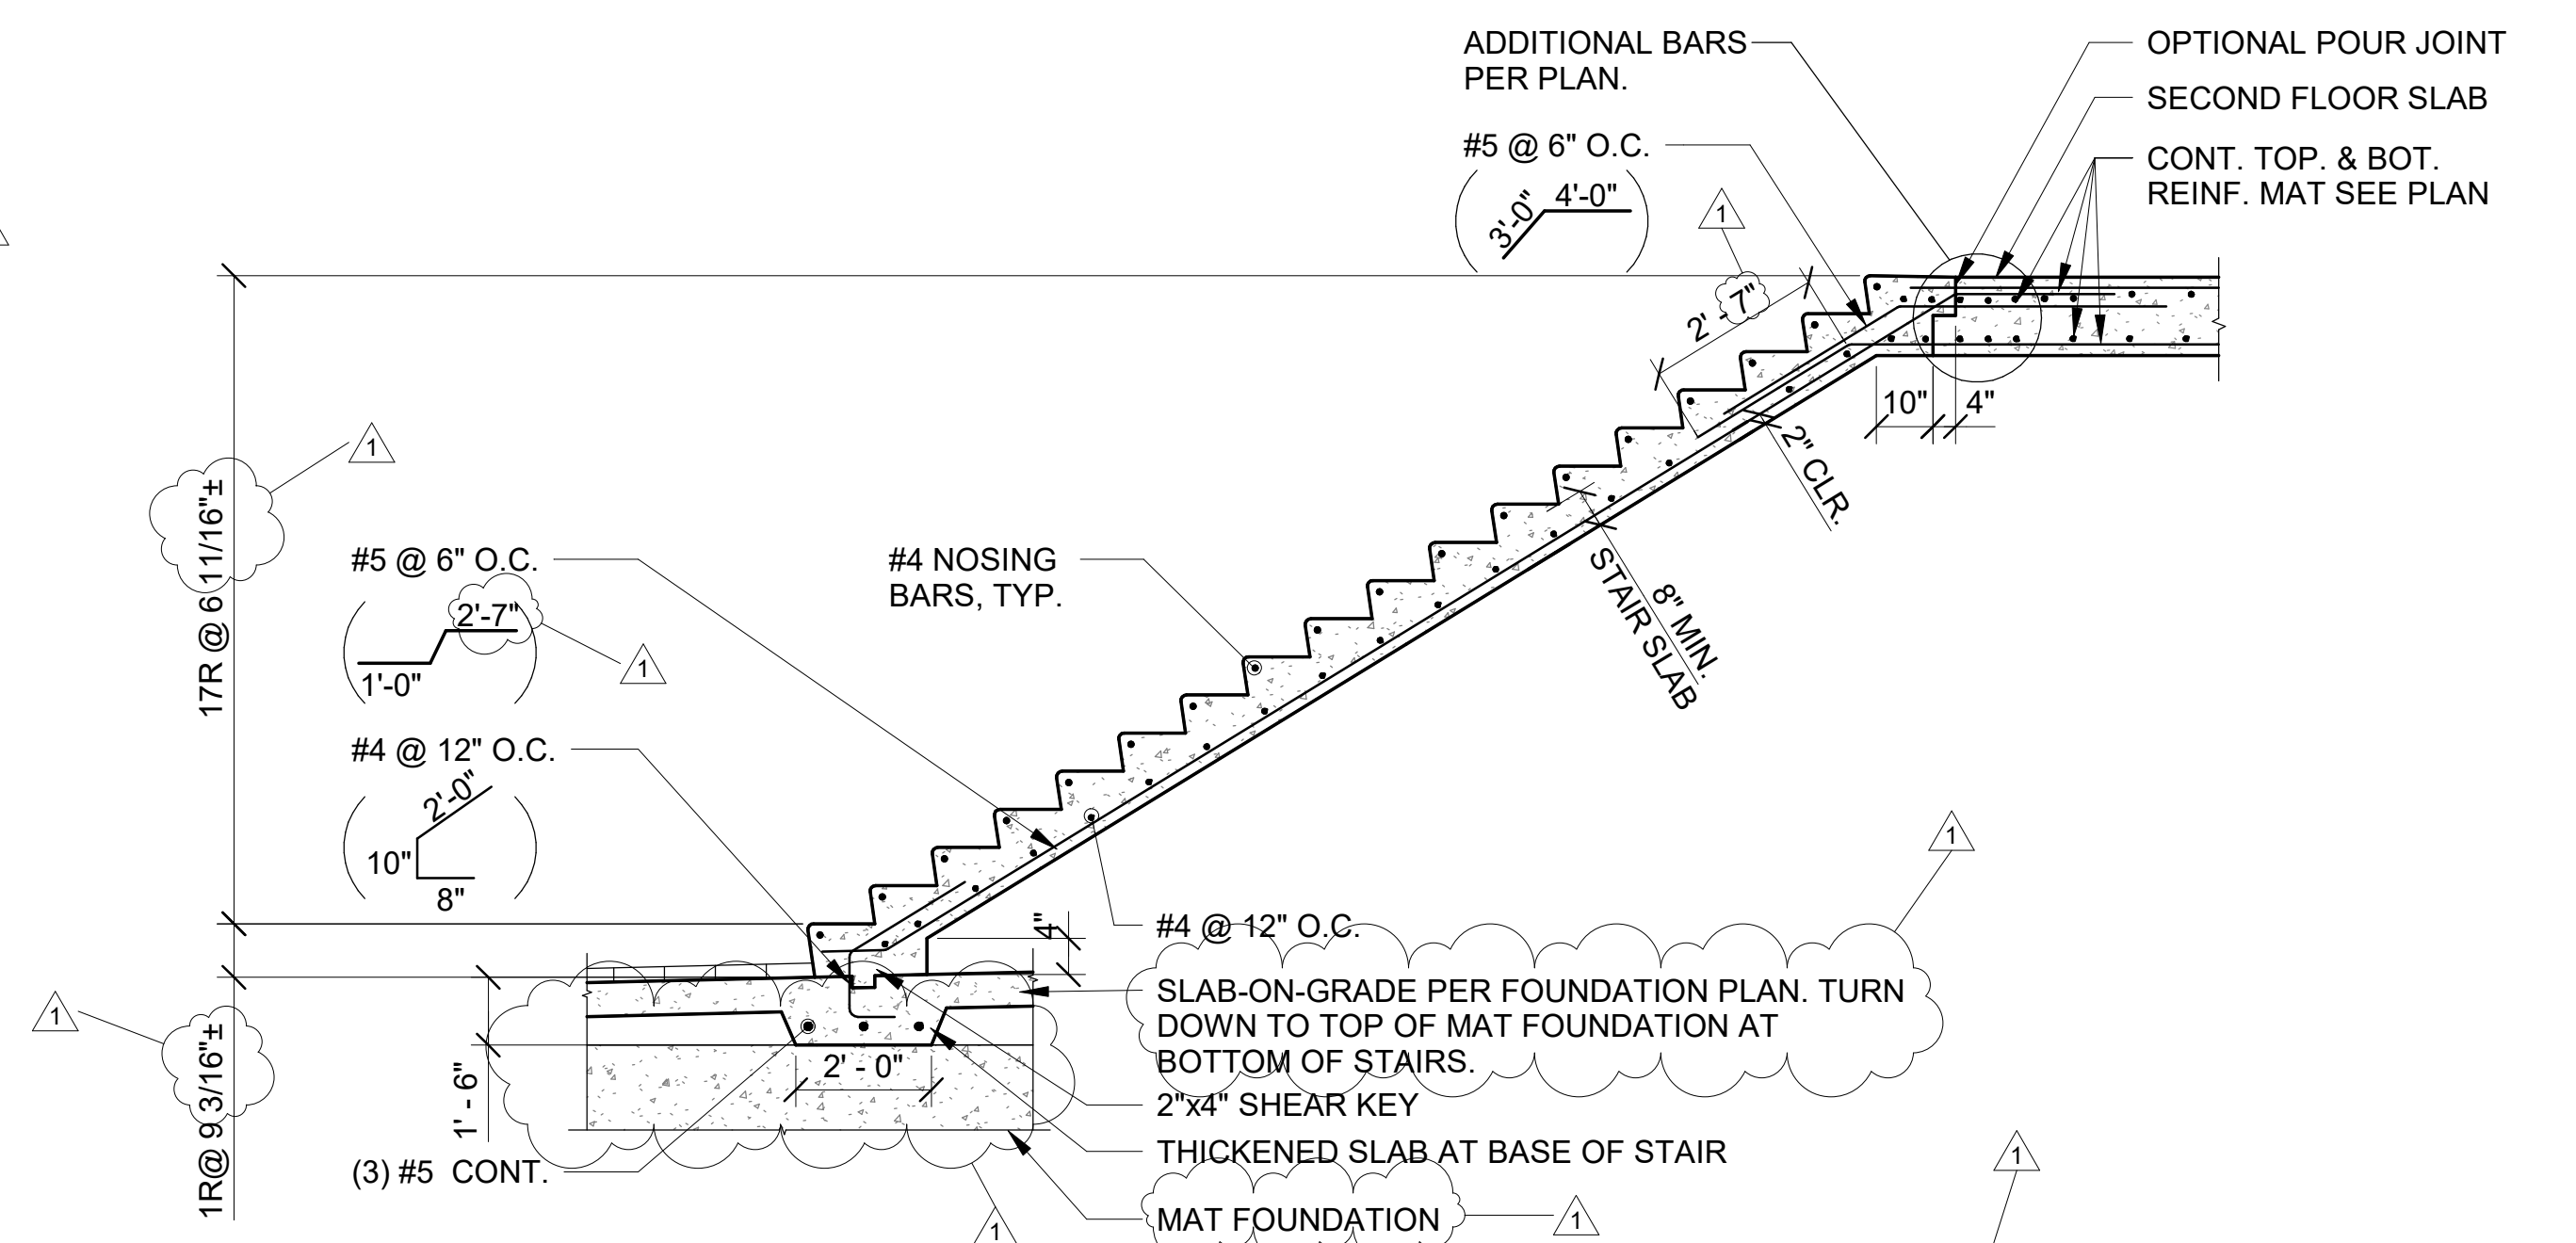 ADDITIONAL BARS
PER PLAN.
OPTIONAL POUR JOINT
SECOND FLOOR SLAB
CONT. TOP. & BOT.
REINF. MAT SEE PLAN
#5 @ 6" O.C.
3'-0"
4'-0"
1
2' - 7"
10"
4"
2" CLR.
8" MIN.
STAIR SLAB
1
17R @ 6 11/16"±
#5 @ 6" O.C.
2'-7"
1'-0"
1
#4 NOSING
BARS, TYP.
#4 @ 12" O.C.
2'-0"
10"
8"
4"
#4 @ 12" O.C.
1
SLAB-ON-GRADE PER FOUNDATION PLAN. TURN
DOWN TO TOP OF MAT FOUNDATION AT
BOTTOM OF STAIRS.
1
1R@ 9 3/16"±
1' - 6"
2' - 0"
2"x4" SHEAR KEY
THICKENED SLAB AT BASE OF STAIR
(3) #5 CONT.
MAT FOUNDATION
1
1
1